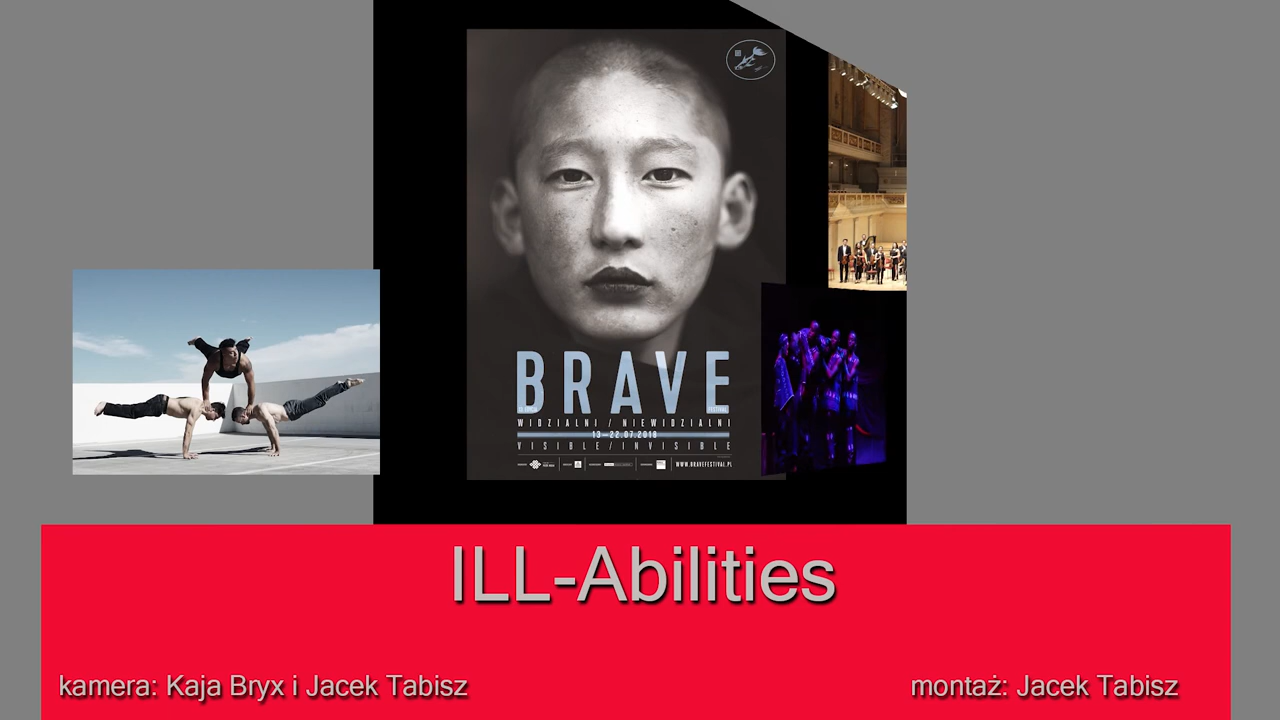 BRAVE
WIDZIALNI / NIEWIDZIALNI
13–22.07.2018
VISIBLE / INVISIBLE
WWW.BRAVEFESTIVAL.PL
ILL-Abilities
kamera: Kaja Bryx i Jacek Tabisz
montaż: Jacek Tabisz